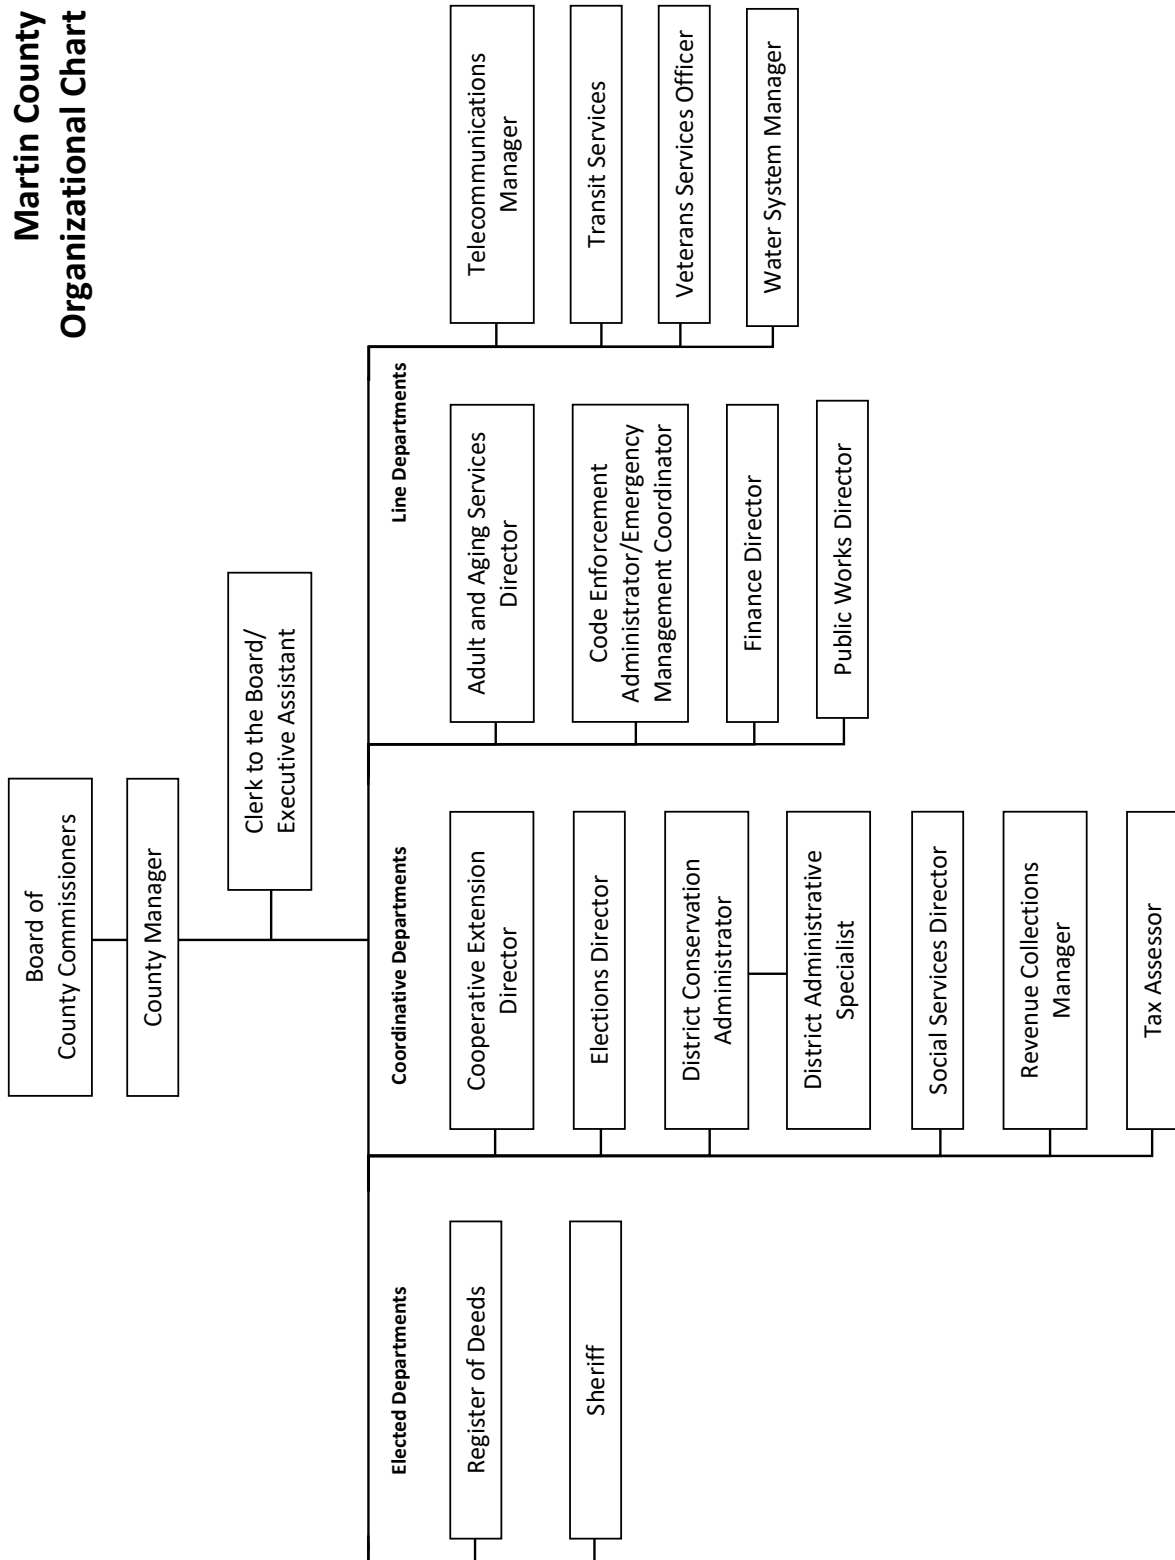 Martin County
Organizational Chart
Board of
County Commissioners
County Manager
Clerk to the Board/
Executive Assistant
Elected Departments
Register of Deeds
Sheriff
Coordinative Departments
Cooperative Extension
Director
Elections Director
District Conservation
Administrator
District Administrative
Specialist
Social Services Director
Revenue Collections
Manager
Tax Assessor
Line Departments
Adult and Aging Services
Director
Code Enforcement
Administrator/Emergency
Management Coordinator
Finance Director
Public Works Director
Telecommunications
Manager
Transit Services
Veterans Services Officer
Water System Manager